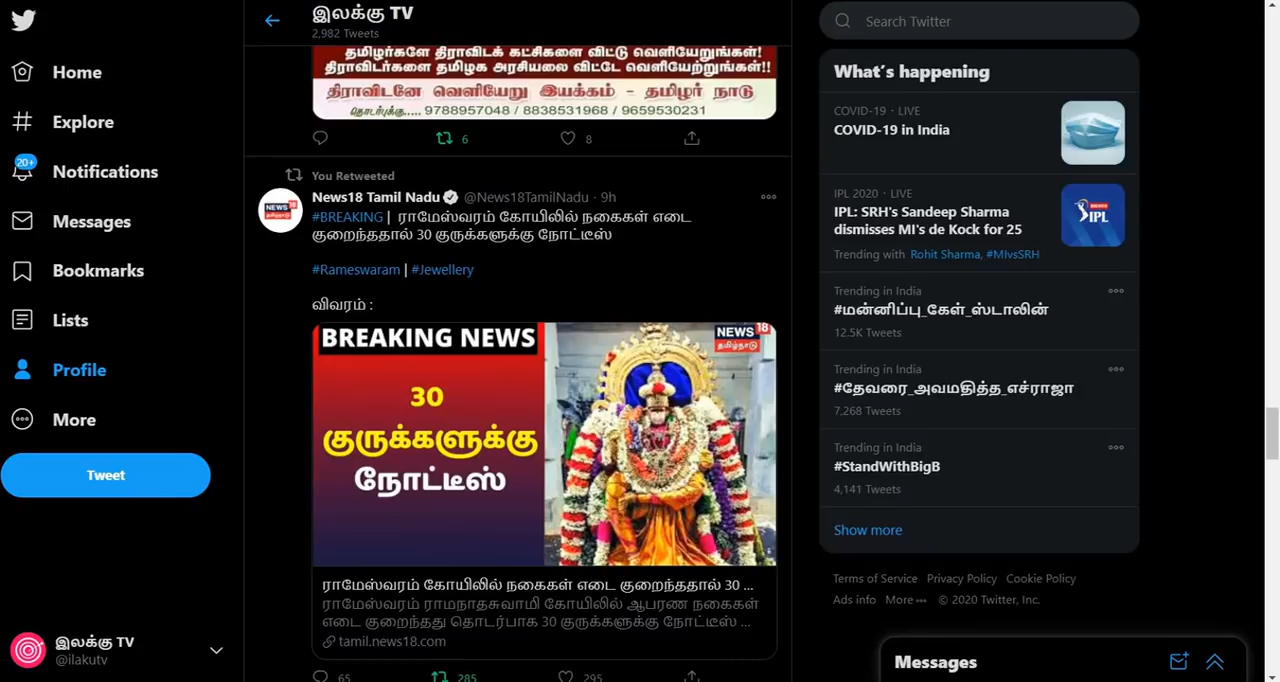 Home
Explore
20+
Notifications
Messages
Bookmarks
Lists
Profile
More
Tweet
இலக்கு TV
@ilakutv
இலக்கு TV
2,982 Tweets
தமிழர்களே திராவிடக் கட்சிகளை விட்டு வெளியேறுங்கள்!
திராவிடர்களை தமிழக அரசியலை விட்டே வெளியேற்றுங்கள்!!
திராவிடனே வெளியேறு இயக்கம் - தமிழர் நாடு
தொடர்புக்கு..... 9788957048 / 8838531968 / 9659530231
6
8
You Retweeted
News18 Tamil Nadu @News18TamilNadu · 9h
#BREAKING | ராமேஸ்வரம் கோயிலில் நகைகள் எடை
குறைந்ததால் 30 குருக்களுக்கு நோட்டீஸ்
#Rameswaram | #Jewellery
விவரம் :
BREAKING NEWS
NEWS 18
தமிழ்நாடு
30
குருக்களுக்கு
நோட்டீஸ்
ராமேஸ்வரம் கோயிலில் நகைகள் எடை குறைந்ததால் 30 ...
ராமேஸ்வரம் ராமநாதசுவாமி கோயிலில் ஆபரண நகைகள்
எடை குறைந்தது தொடர்பாக 30 குருக்களுக்கு நோட்டீஸ் ...
tamil.news18.com
65
285
295
Search Twitter
What's happening
COVID-19 · LIVE
COVID-19 in India
IPL 2020 · LIVE
IPL: SRH's Sandeep Sharma
dismisses MI's de Kock for 25
IPL
Trending with Rohit Sharma, #MIvsSRH
Trending in India
#மன்னிப்பு_கேள்_ஸ்டாலின்
12.5K Tweets
Trending in India
#தேவரை_அவமதித்த_எச்ராஜா
7,268 Tweets
Trending in India
#StandWithBigB
4,141 Tweets
Show more
Terms of Service Privacy Policy Cookie Policy
Ads info More © 2020 Twitter, Inc.
Messages